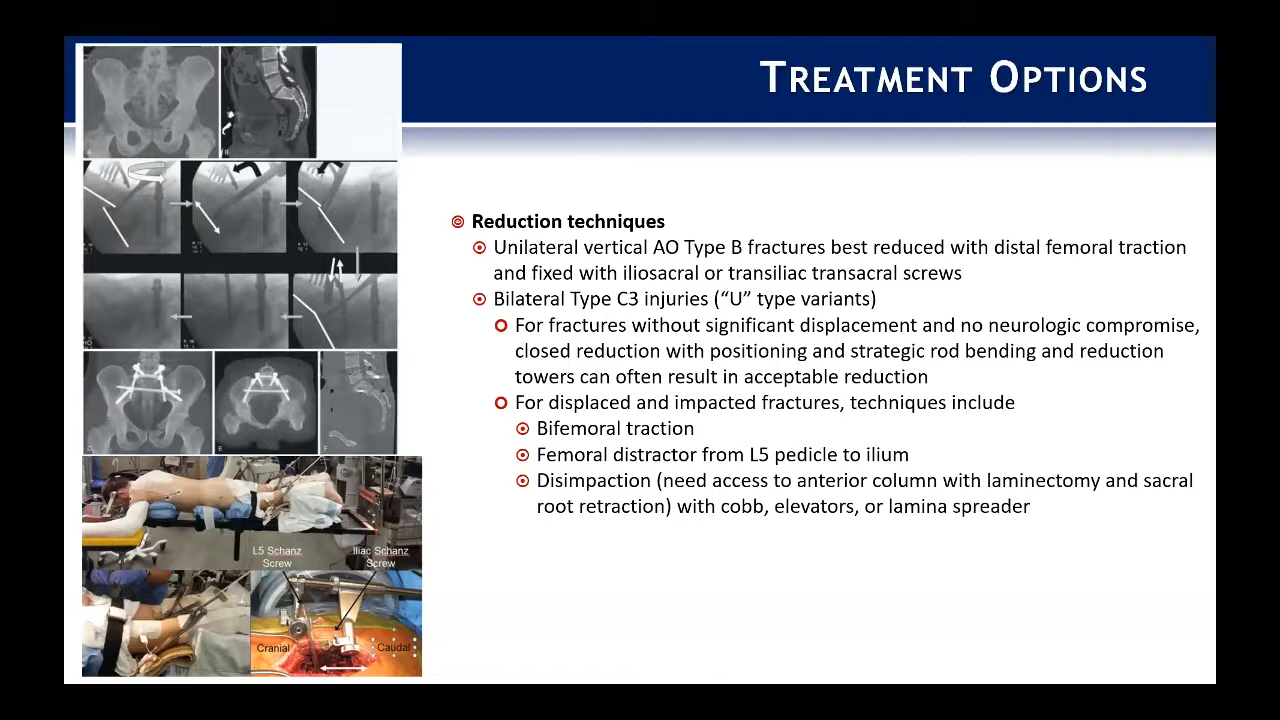 TREATMENT OPTIONS
Reduction techniques
Unilateral vertical AO Type B fractures best reduced with distal femoral traction
and fixed with iliosacral or transiliac transacral screws
Bilateral Type C3 injuries (“U” type variants)
For fractures without significant displacement and no neurologic compromise,
closed reduction with positioning and strategic rod bending and reduction
towers can often result in acceptable reduction
For displaced and impacted fractures, techniques include
Bifemoral traction
Femoral distractor from L5 pedicle to ilium
Disimpaction (need access to anterior column with laminectomy and sacral
root retraction) with cobb, elevators, or lamina spreader
A
B
D
E
F
L5 Schanz
Screw
Iliac Schanz
Screw
Cranial
Caudal